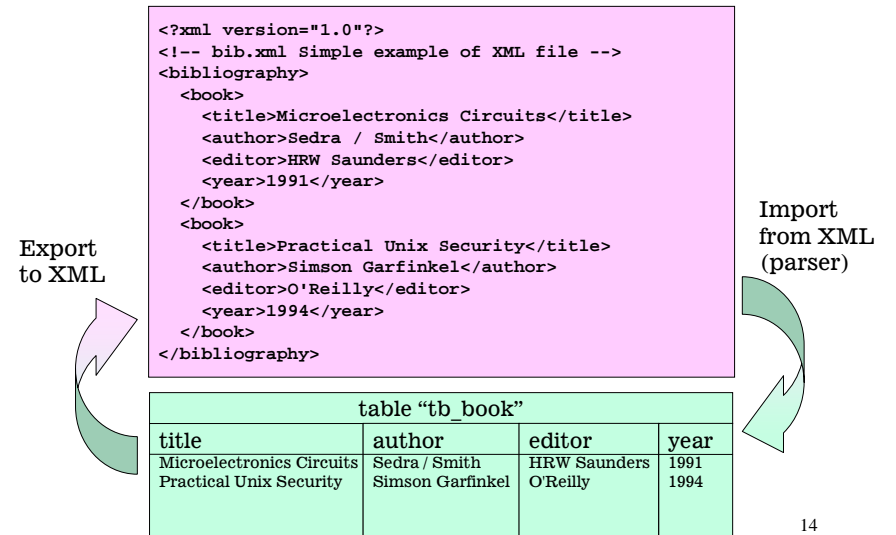 <?xml version="1.0"?>
<!-- bib.xml Simple example of XML file -->
<bibliography>
  <book>
    <title>Microelectronics Circuits</title>
    <author>Sedra / Smith</author>
    <editor>HRW Saunders</editor>
    <year>1991</year>
  </book>
  <book>
    <title>Practical Unix Security</title>
    <author>Simson Garfinkel</author>
    <editor>O'Reilly</editor>
    <year>1994</year>
  </book>
</bibliography>
Export
to XML
Import
from XML
(parser)
table “tb_book”
title author editor year
Microelectronics Circuits Sedra / Smith HRW Saunders 1991
Practical Unix Security Simson Garfinkel O'Reilly 1994
14